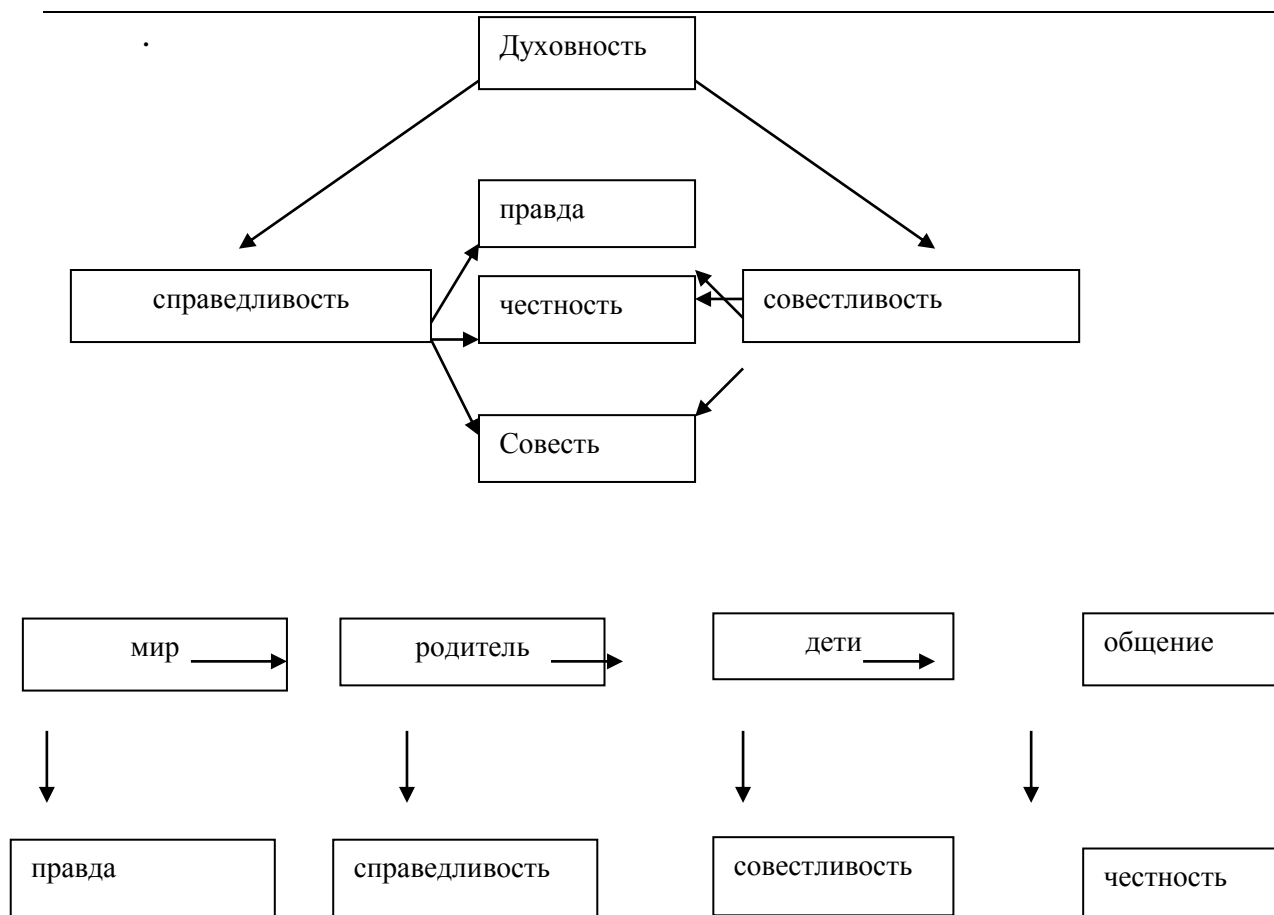 .
Духовность
правда
справедливость
честность
совестливость
Совесть
мир
родитель
дети
общение
правда
справедливость
совестливость
честность